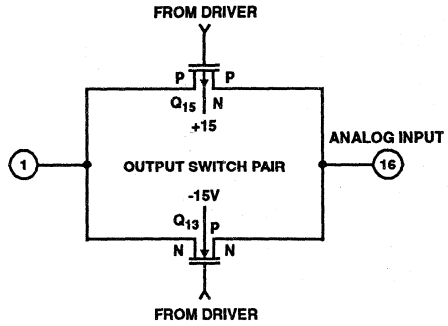 FROM DRIVER
P P
Q15 N
+15
ANALOG INPUT
1 OUTPUT SWITCH PAIR 16
-15V
Q13 P
N N
FROM DRIVER